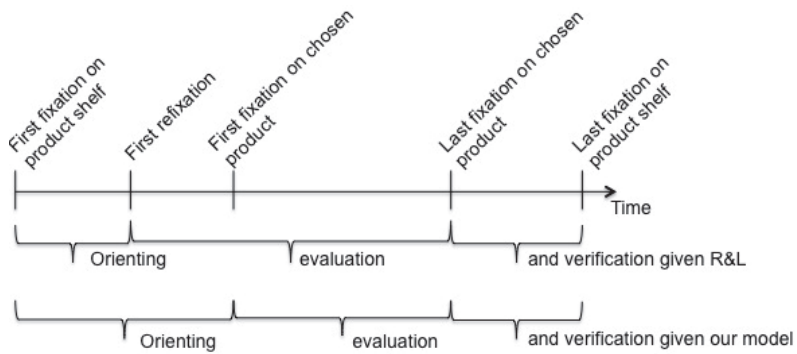 First fixation on
product shelf
First refixation
First fixation on chosen
product
Last fixation on chosen
product
Last fixation on
product shelf
Time
Orienting evaluation and verification given R&L
Orienting evaluation and verification given our model